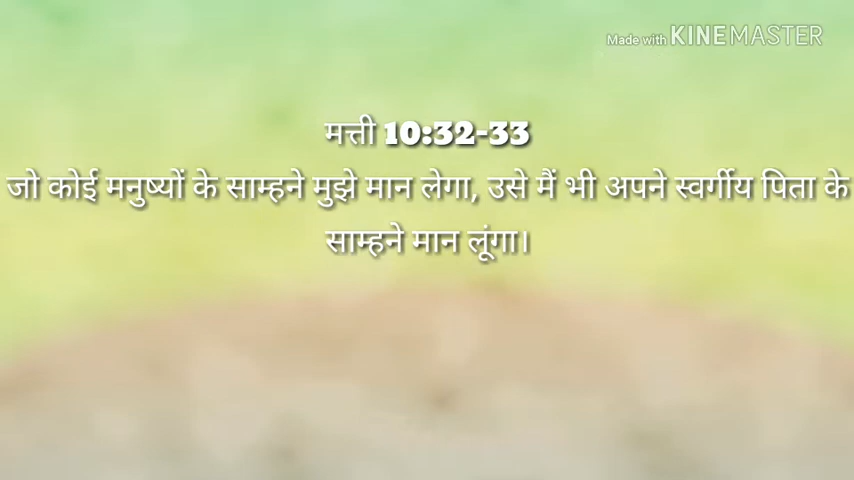 Made with KINEMASTER
मत्ती 10:32-33
जो कोई मनुष्यों के साम्हने मुझे मान लेगा, उसे मैं भी अपने स्वर्गीय पिता के
साम्हने मान लूंगा।